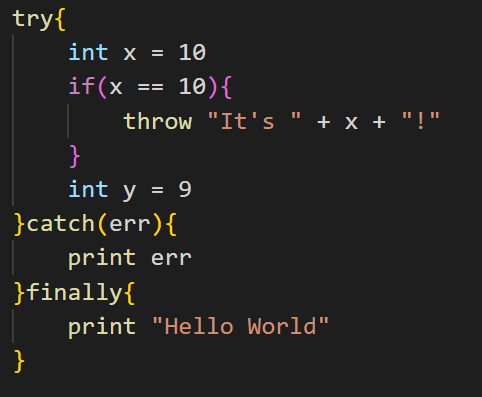 try{
    int x = 10
    if(x == 10){
        throw "It's " + x + "!"
    }
    int y = 9
}catch(err){
    print err
}finally{
    print "Hello World"
}